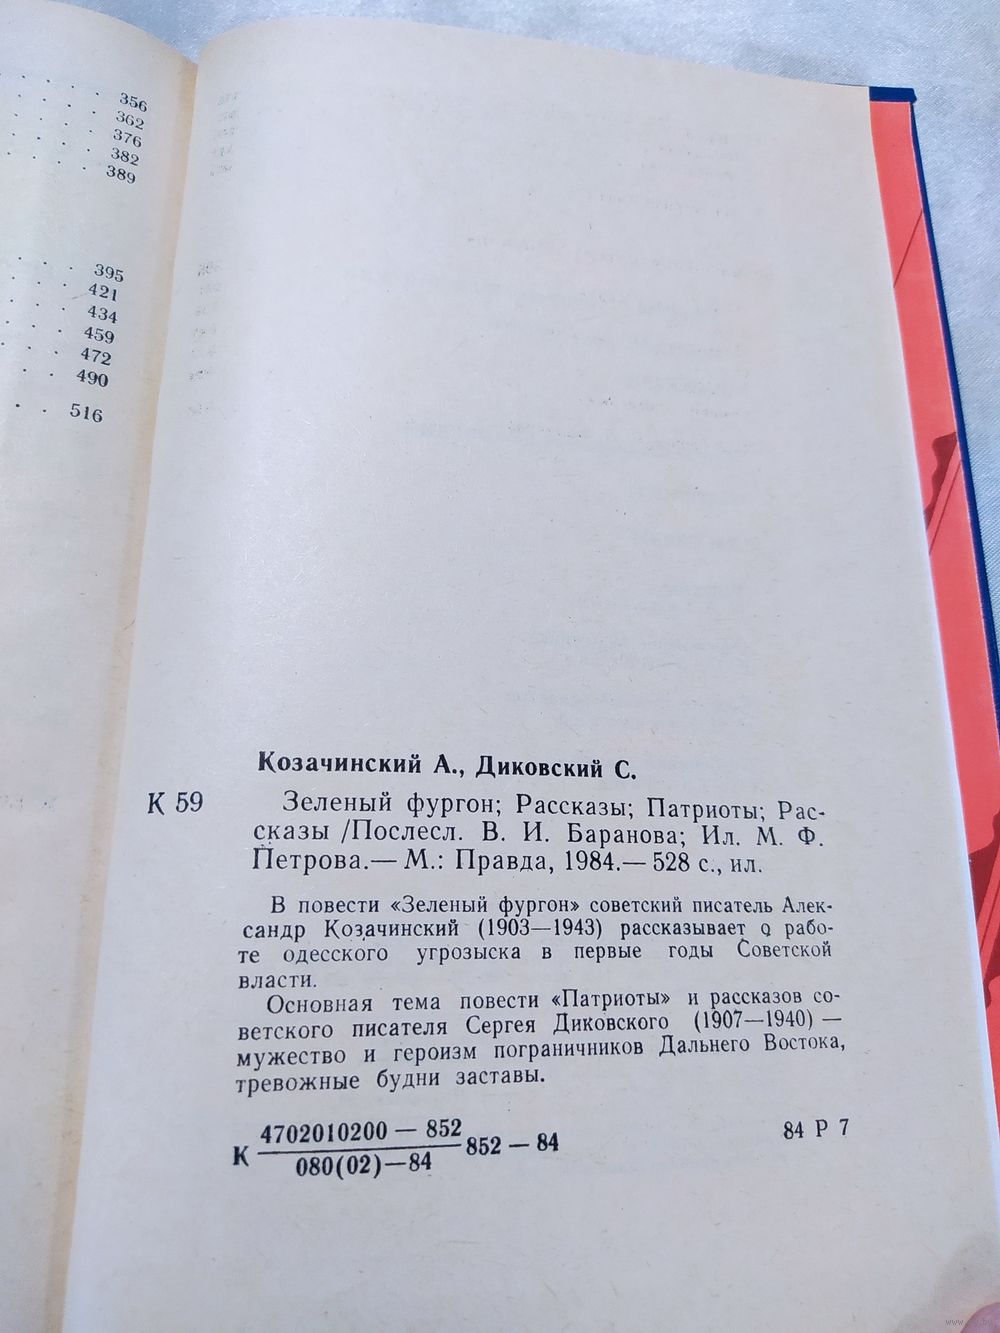 356
362
376
382
389
395
421
434
459
472
490
516
Козачинский А., Диковский С.
К 59
Зеленый фургон; Рассказы; Патриоты; Рас-
сказы /Послесл. В. И. Баранова; Ил. М. Ф.
Петрова.— М.: Правда, 1984.— 528 с., ил.
В повести «Зеленый фургон» советский писатель Алек-
сандр Козачинский (1903—1943) рассказывает о рабо-
те одесского угрозыска в первые годы Советской
власти.
Основная тема повести «Патриоты» и рассказов со-
ветского писателя Сергея Диковского (1907—1940) —
мужество и героизм пограничников Дальнего Востока,
тревожные будни заставы.
К 4702010200 — 852
080(02)—84
852 — 84
84 Р 7